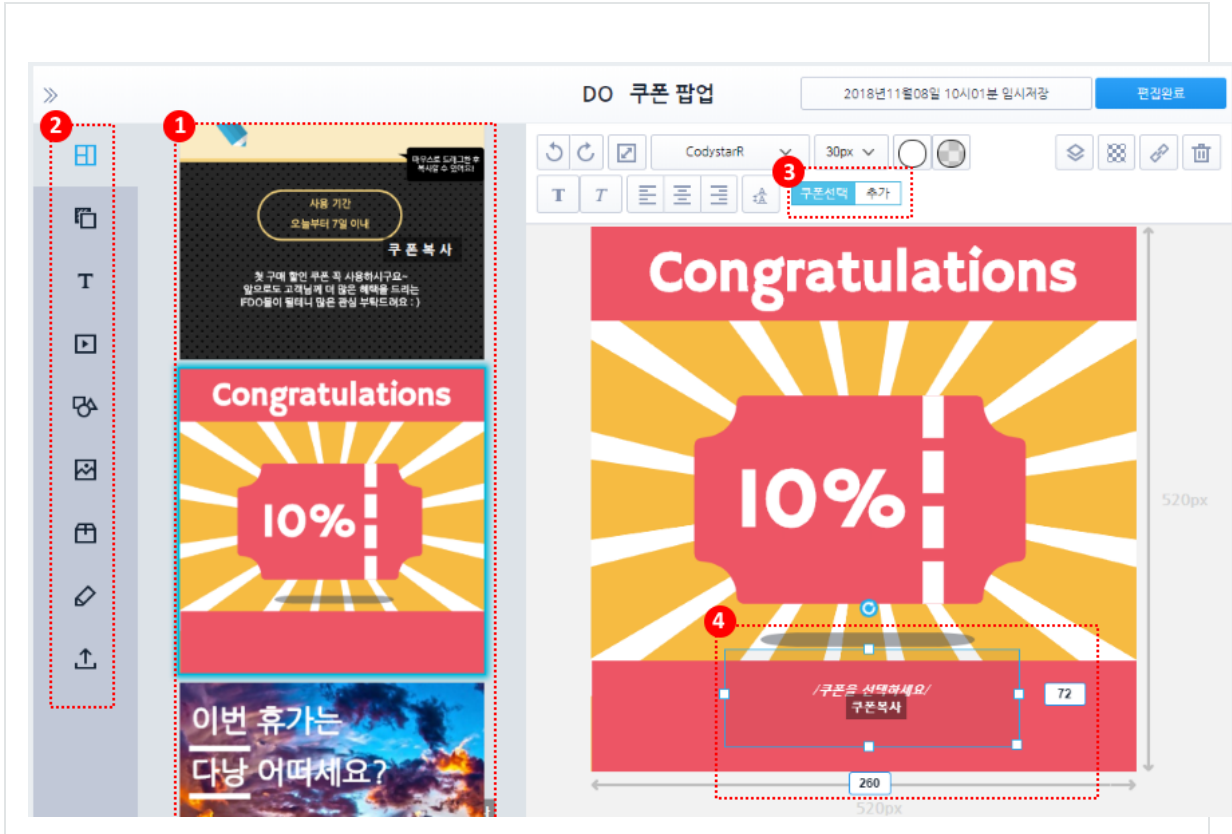 DO 쿠폰 팝업
2018년11월08일 10시01분 임시저장
편집완료
2
1
마우스로 드래그한 후
복사할 수 있어요!
사용 기간
오늘부터 7일 이내
쿠폰복사
첫 구매 할인 쿠폰 꼭 사용하시구요~
앞으로도 고객님께 더 많은 혜택을 드리는
FDO몰이 될테니 많은 관심 부탁드려요 : )
Congratulations
10%
이번 휴가는
다낭 어떠세요?
T
CodystarR
30px
3
T
T
쿠폰선택
추가
Congratulations
10%
520px
4
/쿠폰을 선택하세요/
쿠폰복사
72
260
520px